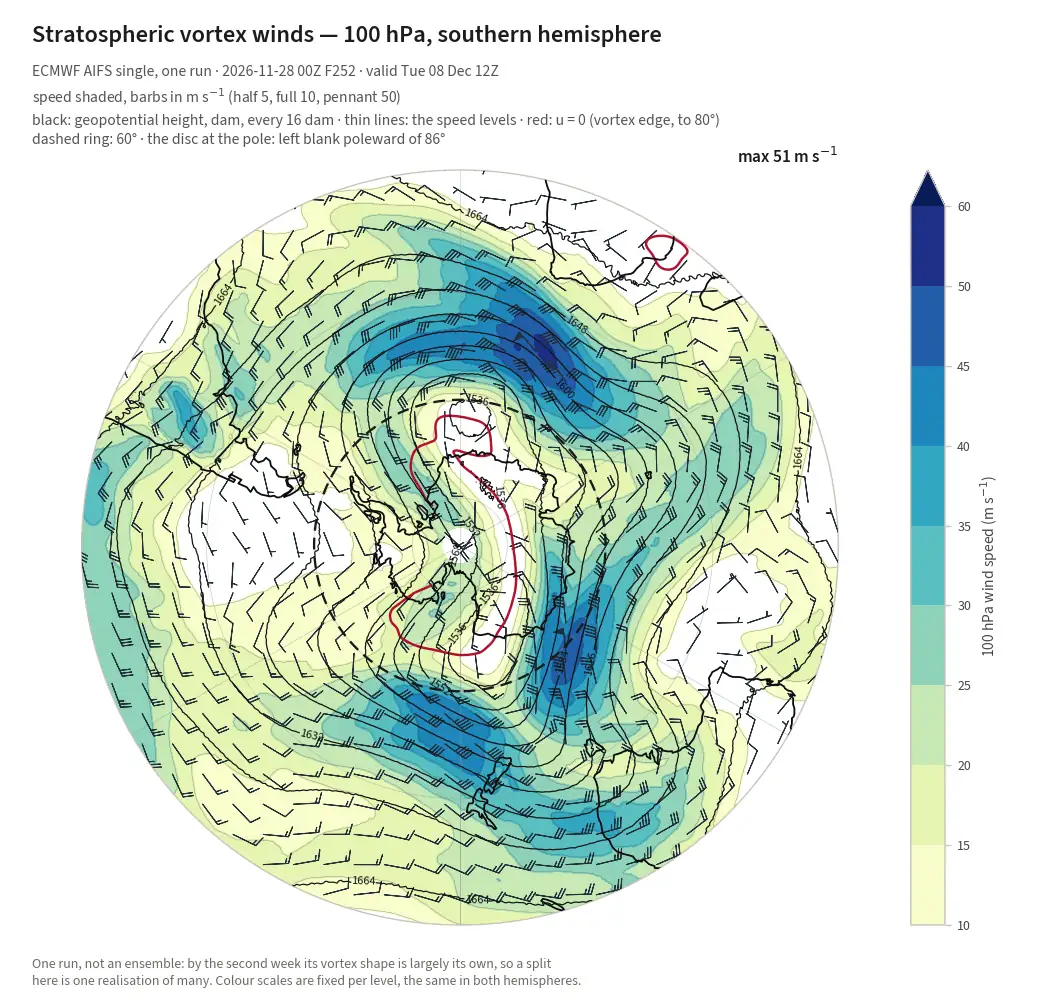 Stratospheric vortex winds — 100 hPa, southern hemisphere
ECMWF AIFS single, one run · 2026-11-28 00Z F252 · valid Tue 08 Dec 12Z
speed shaded, barbs in m s⁻¹ (half 5, full 10, pennant 50)
black: geopotential height, dam, every 16 dam · thin lines: the speed levels · red: u = 0 (vortex edge, to 80°)
dashed ring: 60° · the disc at the pole: left blank poleward of 86°
max 51 m s⁻¹
1664
1664
1648
1600
1536
1664
1536
1536
1632
1664
1664
60
50
45
40
35
30
25
20
15
10
100 hPa wind speed (m s⁻¹)
One run, not an ensemble: by the second week its vortex shape is largely its own, so a split
here is one realisation of many. Colour scales are fixed per level, the same in both hemispheres.